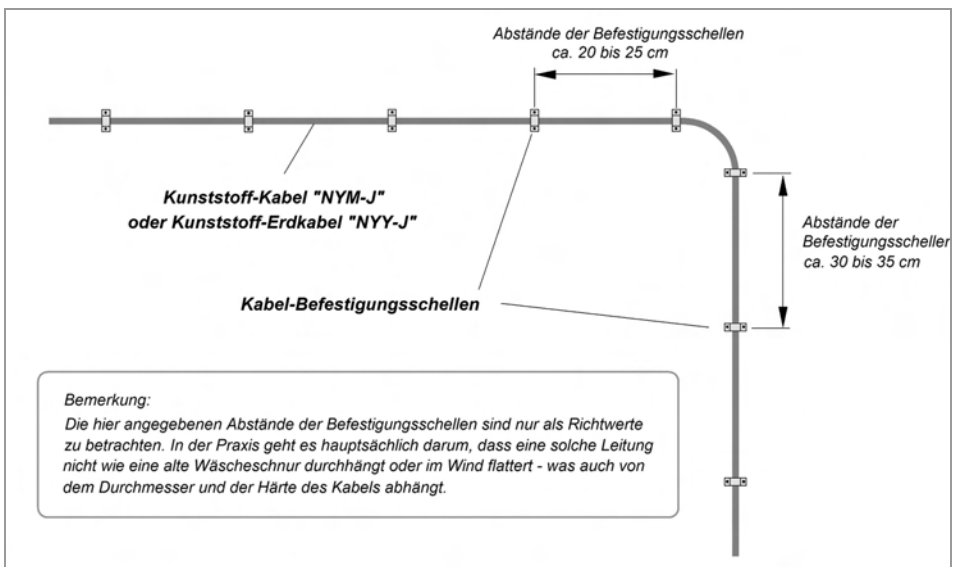 Abstände der Befestigungsschellen
ca. 20 bis 25 cm
Kunststoff-Kabel "NYM-J"
oder Kunststoff-Erdkabel "NYY-J"
Abstände der
Befestigungsscheller
ca. 30 bis 35 cm
Kabel-Befestigungsschellen
Bemerkung:
Die hier angegebenen Abstände der Befestigungsschellen sind nur als Richtwerte
zu betrachten. In der Praxis geht es hauptsächlich darum, dass eine solche Leitung
nicht wie eine alte Wäscheschnur durchhängt oder im Wind flattert - was auch von
dem Durchmesser und der Härte des Kabels abhängt.